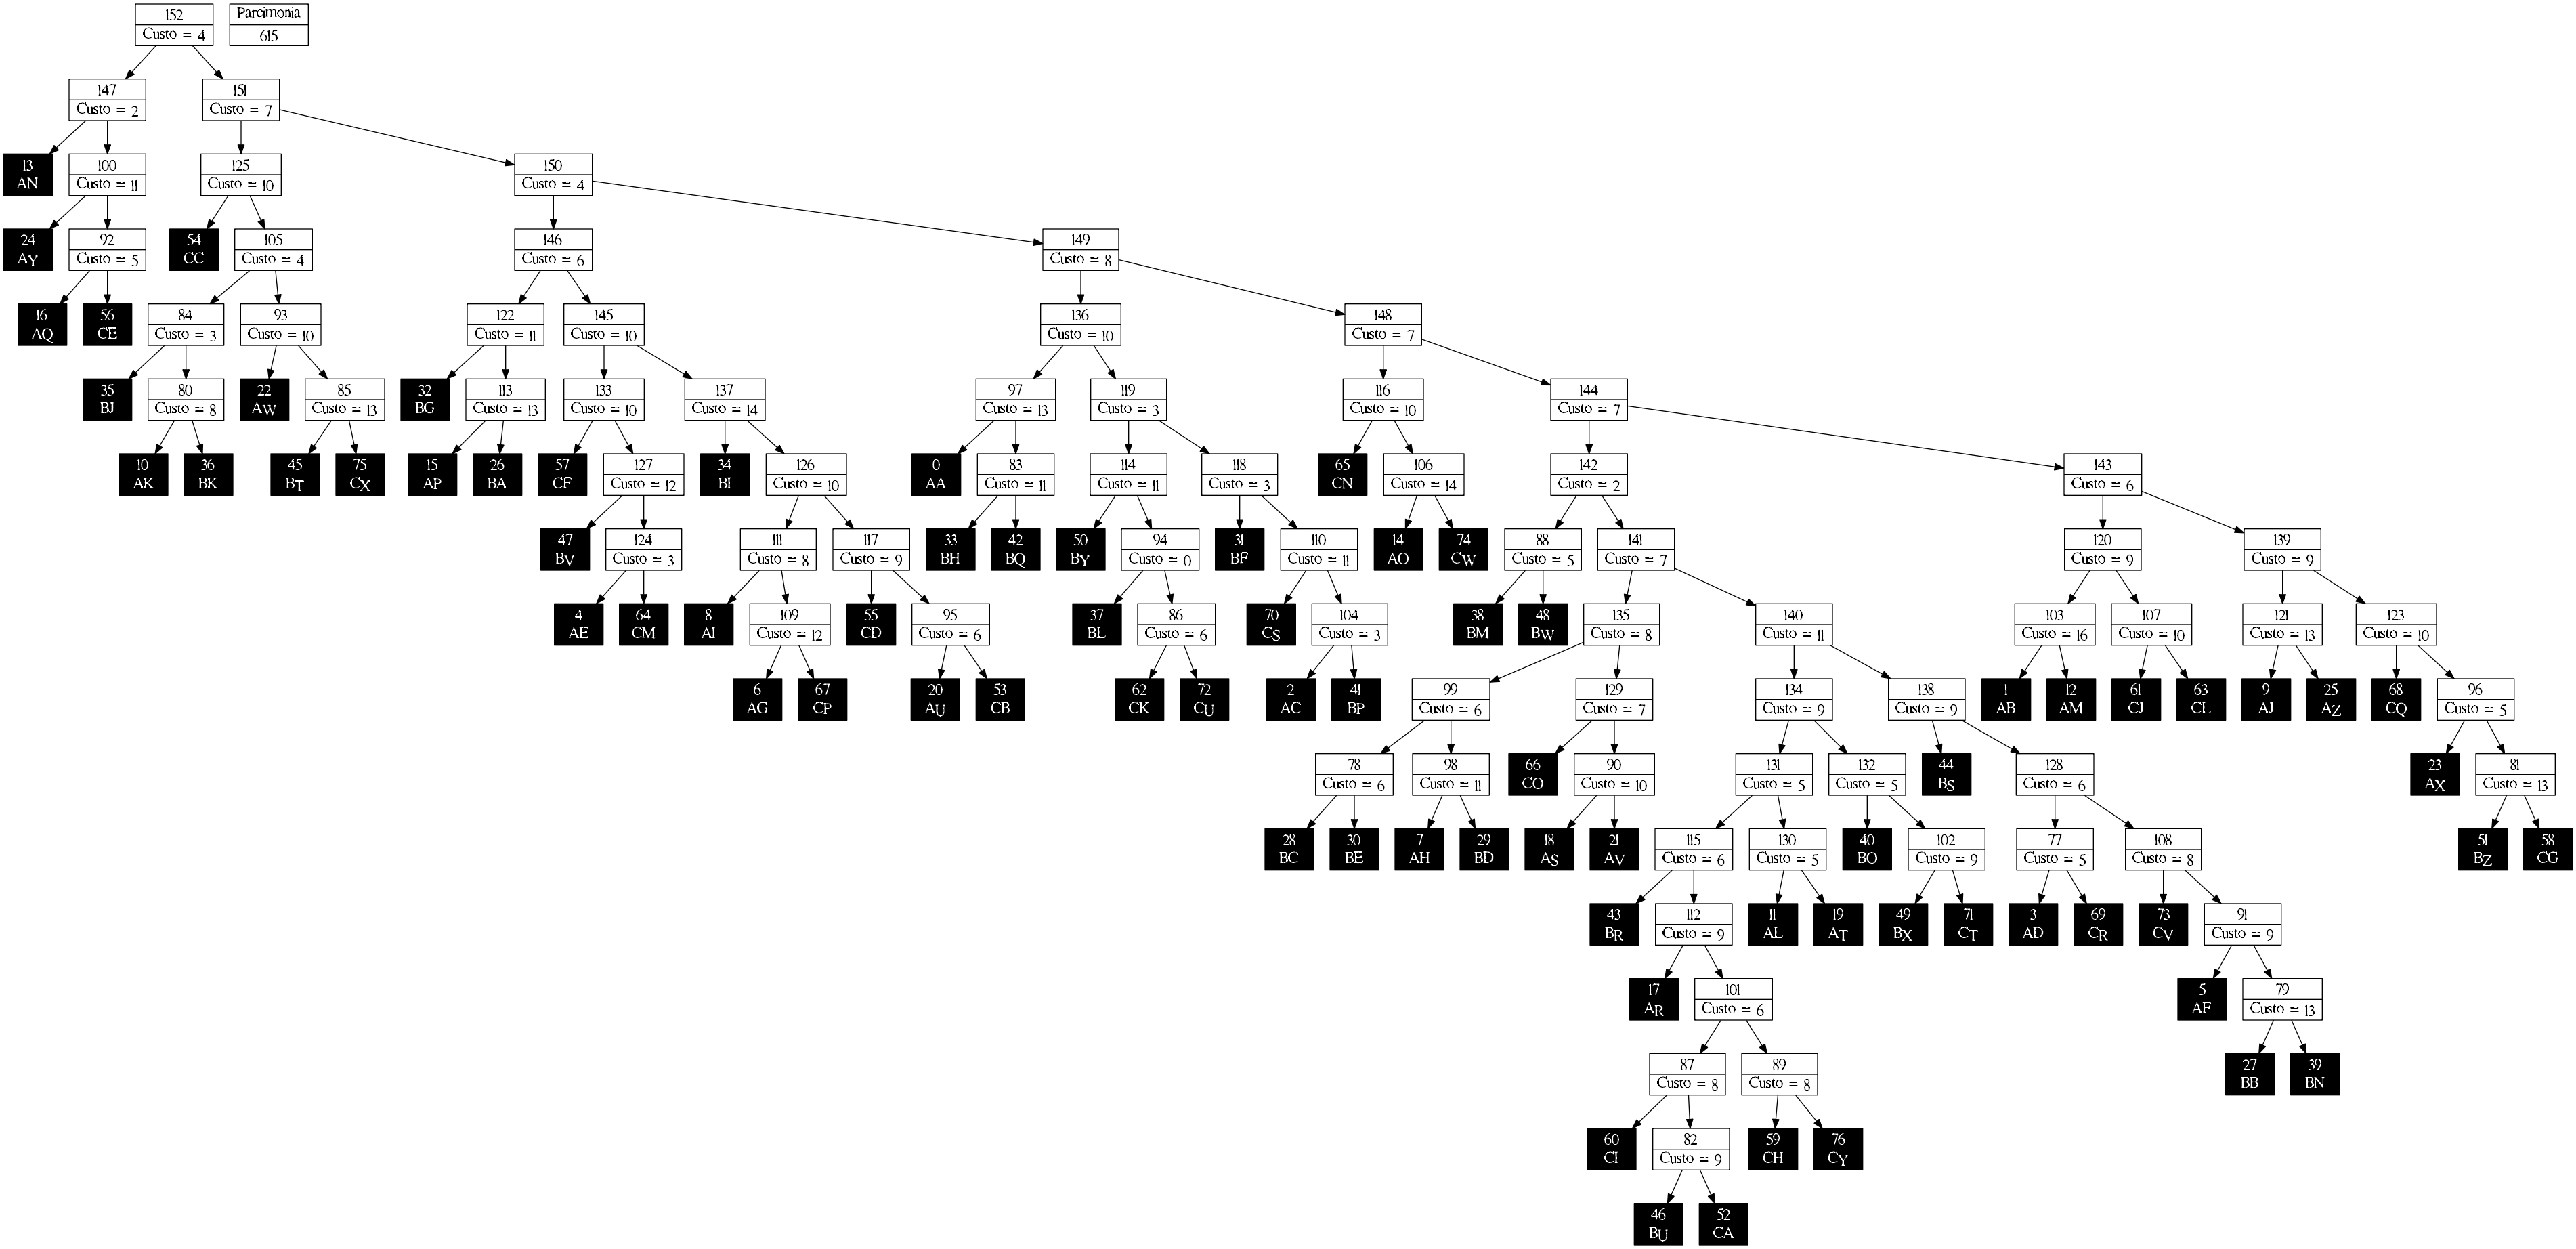 152
Parcimonia
Custo = 4
615
147
151
Custo = 2
Custo = 7
13
100
125
150
AN
Custo = 11
Custo = 10
Custo = 4
24
92
54
105
146
149
AY
Custo = 5
CC
Custo = 4
Custo = 6
Custo = 8
16
56
84
93
122
145
136
148
AQ
CE
Custo = 3
Custo = 10
Custo = 11
Custo = 10
Custo = 10
Custo = 7
35
80
22
85
32
113
133
137
97
119
116
144
BJ
Custo = 8
AW
Custo = 13
BG
Custo = 13
Custo = 10
Custo = 14
Custo = 13
Custo = 3
Custo = 10
Custo = 7
10
36
45
75
15
26
57
127
34
126
0
83
114
118
65
106
142
143
AK
BK
BT
CX
AP
BA
CF
Custo = 12
BI
Custo = 10
AA
Custo = 11
Custo = 11
Custo = 3
CN
Custo = 14
Custo = 2
Custo = 6
47
124
111
117
33
42
50
94
31
110
14
74
88
141
120
139
BV
Custo = 3
Custo = 8
Custo = 9
BH
BQ
BY
Custo = 0
BF
Custo = 11
AO
CW
Custo = 5
Custo = 7
Custo = 9
Custo = 9
4
64
8
109
55
95
37
86
70
104
38
48
135
140
103
107
121
123
AE
CM
AI
Custo = 12
CD
Custo = 6
BL
Custo = 6
CS
Custo = 3
BM
BW
Custo = 8
Custo = 11
Custo = 16
Custo = 10
Custo = 13
Custo = 10
6
67
20
53
62
72
2
41
99
129
134
138
1
12
61
63
9
25
68
96
AG
CP
AU
CB
CK
CU
AC
BP
Custo = 6
Custo = 7
Custo = 9
Custo = 9
AB
AM
CJ
CL
AJ
AZ
CQ
Custo = 5
78
98
66
90
131
132
44
128
23
81
Custo = 6
Custo = 11
CO
Custo = 10
Custo = 5
Custo = 5
BS
Custo = 6
AX
Custo = 13
28
30
7
29
18
21
115
130
40
102
77
108
51
58
BC
BE
AH
BD
AS
AV
Custo = 6
Custo = 5
BO
Custo = 9
Custo = 5
Custo = 8
BZ
CG
43
112
11
19
49
71
3
69
73
91
BR
Custo = 9
AL
AT
BX
CT
AD
CR
CV
Custo = 9
17
101
5
79
AR
Custo = 6
AF
Custo = 13
87
89
27
39
Custo = 8
Custo = 8
BB
BN
60
82
59
76
CI
Custo = 9
CH
CY
46
52
BU
CA